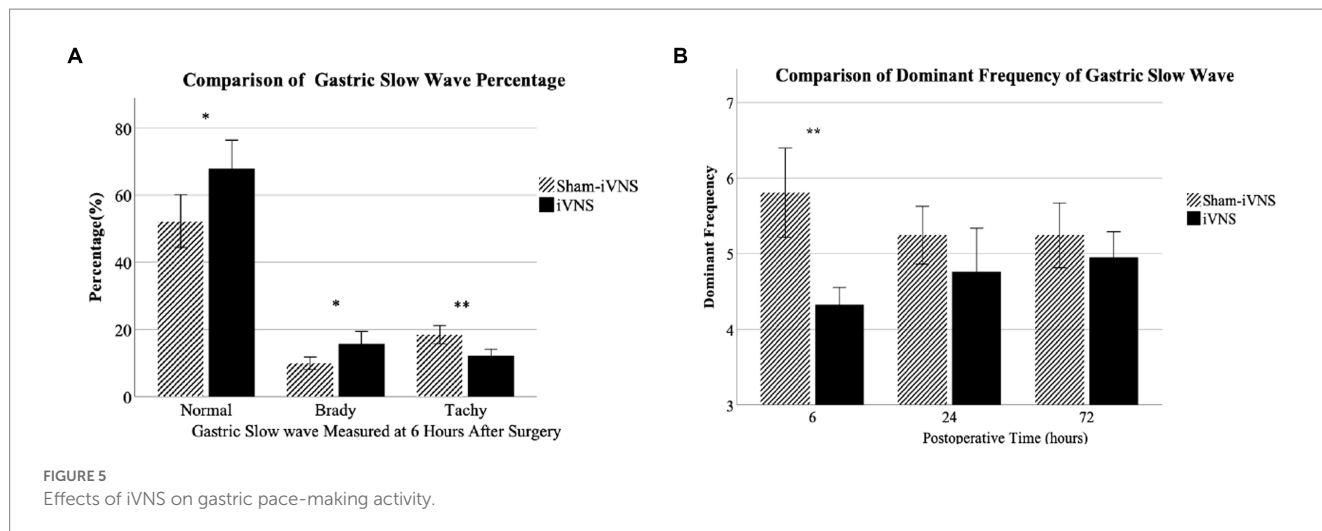 A
Comparison of Gastric Slow Wave Percentage
80
60
40
20
0
Percentage(%)
*
*
**
Sham-iVNS
iVNS
Normal Brady Tachy
Gastric Slow wave Measured at 6 Hours After Surgery
B
Comparison of Dominant Frequency of Gastric Slow Wave
7
6
5
4
3
Dominant Frequency
**
Sham-iVNS
iVNS
6 24 72
Postoperative Time (hours)
FIGURE 5
Effects of iVNS on gastric pace-making activity.